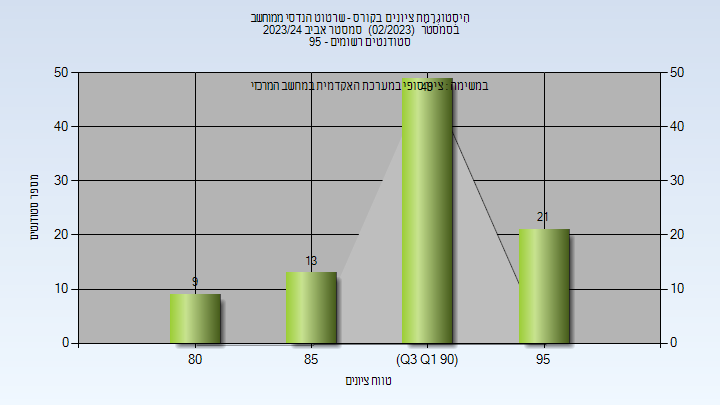 היסטוגרמת ציונים בקורס - שרטוט הנדסי ממוחשב
בסמסטר (02/2023) סמסטר אביב 2023/24
סטודנטים רשומים - 95
במשימה : ציון סופי במערכת האקדמית במחשב המרכזי
50 50
40 40
30 30
20 20
10 10
0 0
מספר סטודנטים
9 13 49 21
80 85 (Q3 Q1 90) 95
טווח ציונים